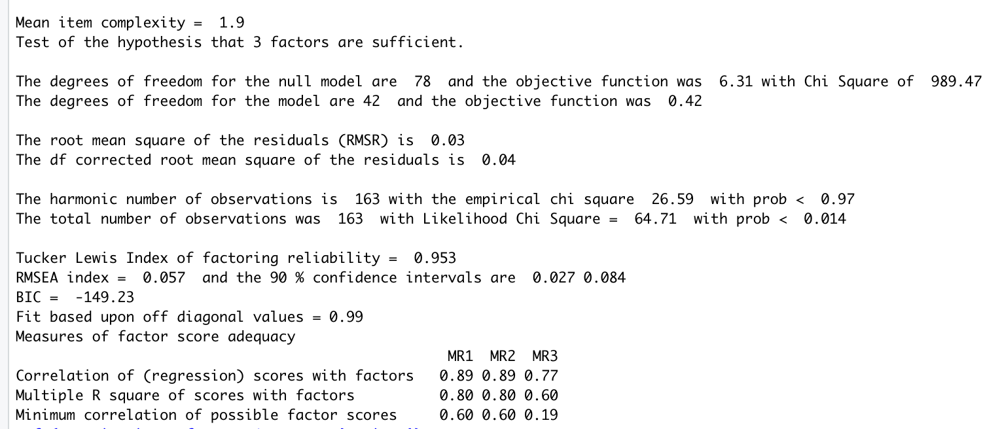 Mean item complexity =  1.9
Test of the hypothesis that 3 factors are sufficient.
The degrees of freedom for the null model are  78  and the objective function was  6.31 with Chi Square of  989.47
The degrees of freedom for the model are 42  and the objective function was  0.42
The root mean square of the residuals (RMSR) is  0.03
The df corrected root mean square of the residuals is  0.04
The harmonic number of observations is  163 with the empirical chi square  26.59  with prob <  0.97
The total number of observations was  163  with Likelihood Chi Square =  64.71  with prob <  0.014
Tucker Lewis Index of factoring reliability =  0.953
RMSEA index =  0.057  and the 90 % confidence intervals are  0.027 0.084
BIC =  -149.23
Fit based upon off diagonal values = 0.99
Measures of factor score adequacy
MR1  MR2  MR3
Correlation of (regression) scores with factors   0.89 0.89 0.77
Multiple R square of scores with factors          0.80 0.80 0.60
Minimum correlation of possible factor scores     0.60 0.60 0.19